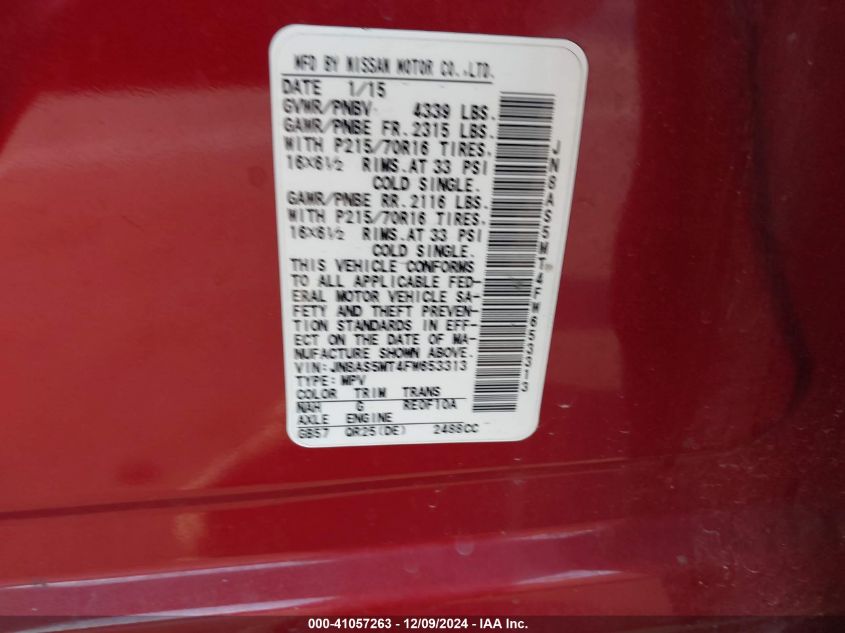 MFD BY NISSAN MOTOR CO.,LTD.
DATE 1/15
GVWR/PNBV 4339 LBS.
GAWR/PNBE FR.2315 LBS.
WITH P215/70R16 TIRES.
16X6½ RIMS.AT 33 PSI
COLD SINGLE.
GAWR/PNBE RR.2116 LBS.
WITH P215/70R16 TIRES.
16X6½ RIMS.AT 33 PSI
COLD SINGLE.
THIS VEHICLE CONFORMS
TO ALL APPLICABLE FED-
ERAL MOTOR VEHICLE SA-
FETY AND THEFT PREVEN-
TION STANDARDS IN EFF-
ECT ON THE DATE OF MA-
NUFACTURE SHOWN ABOVE.
VIN:JN8AS5MT4FW653313
TYPE:MPV
COLOR TRIM TRANS
NAH G RE0F10A
AXLE ENGINE
GB57 QR25(DE) 2488CC
JN8AS5MT4FW653313
000-41057263 - 12/09/2024 - IAA Inc.